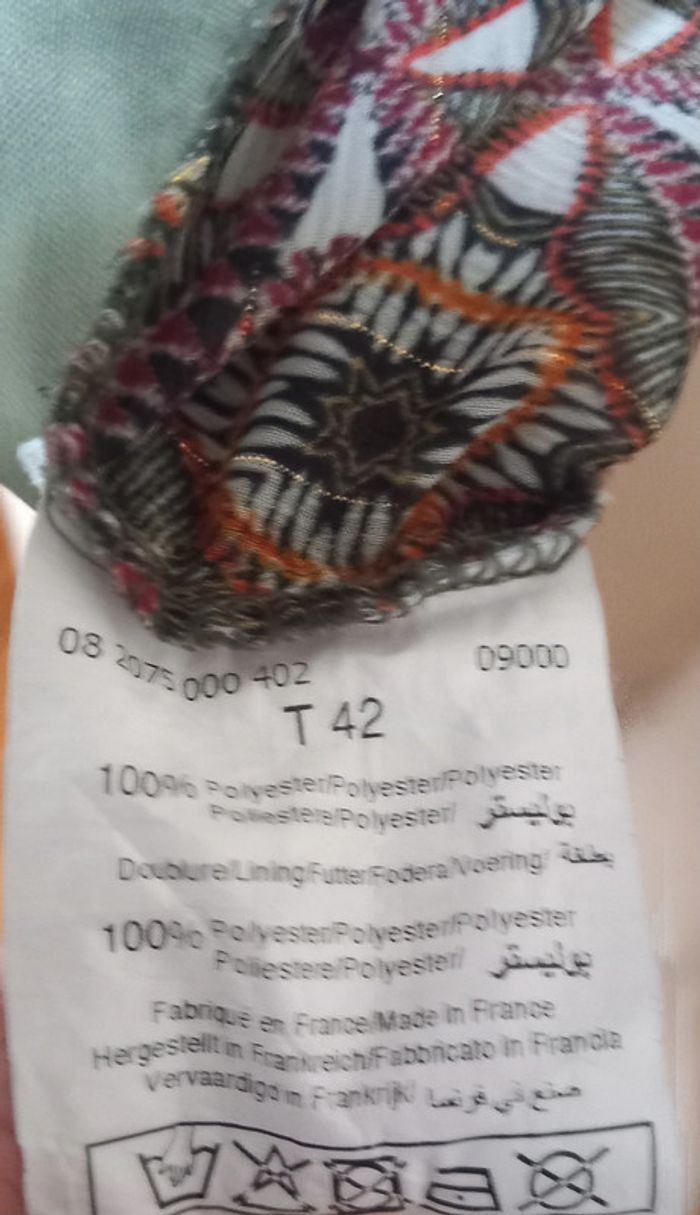 08 2075 000 402 09000
T 42
100% Polyester/Polyester/Polyester
Poliestere/Polyester/ بوليستر
Doublure/Lining/Futter/Fodera/Voering/ بطانة
100% Polyester/Polyester/Polyester
Poliestere/Polyester/ بوليستر
Fabriqué en France/Made in France
Hergestellt in Frankreich/Fabbricato in Francia
Vervaardigd in Frankrijk/ صنع في فرنسا